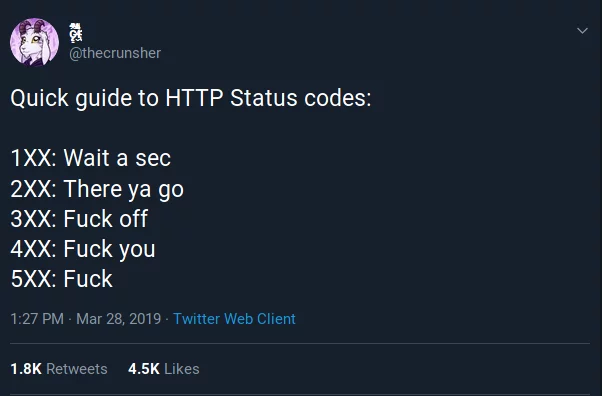 @thecrunsher
Quick guide to HTTP Status codes:
1XX: Wait a sec
2XX: There ya go
3XX: Fuck off
4XX: Fuck you
5XX: Fuck
1:27 PM · Mar 28, 2019 · Twitter Web Client
1.8K Retweets 4.5K Likes